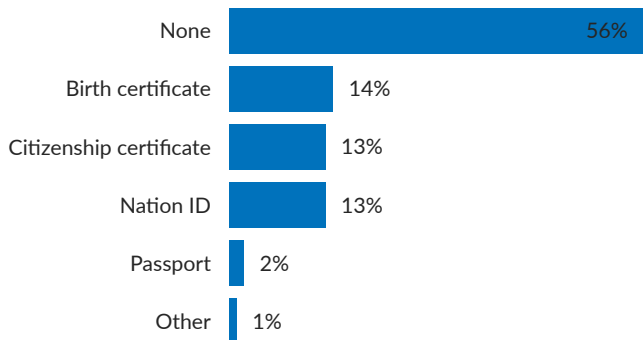 None 56%
Birth certificate 14%
Citizenship certificate 13%
Nation ID 13%
Passport 2%
Other 1%